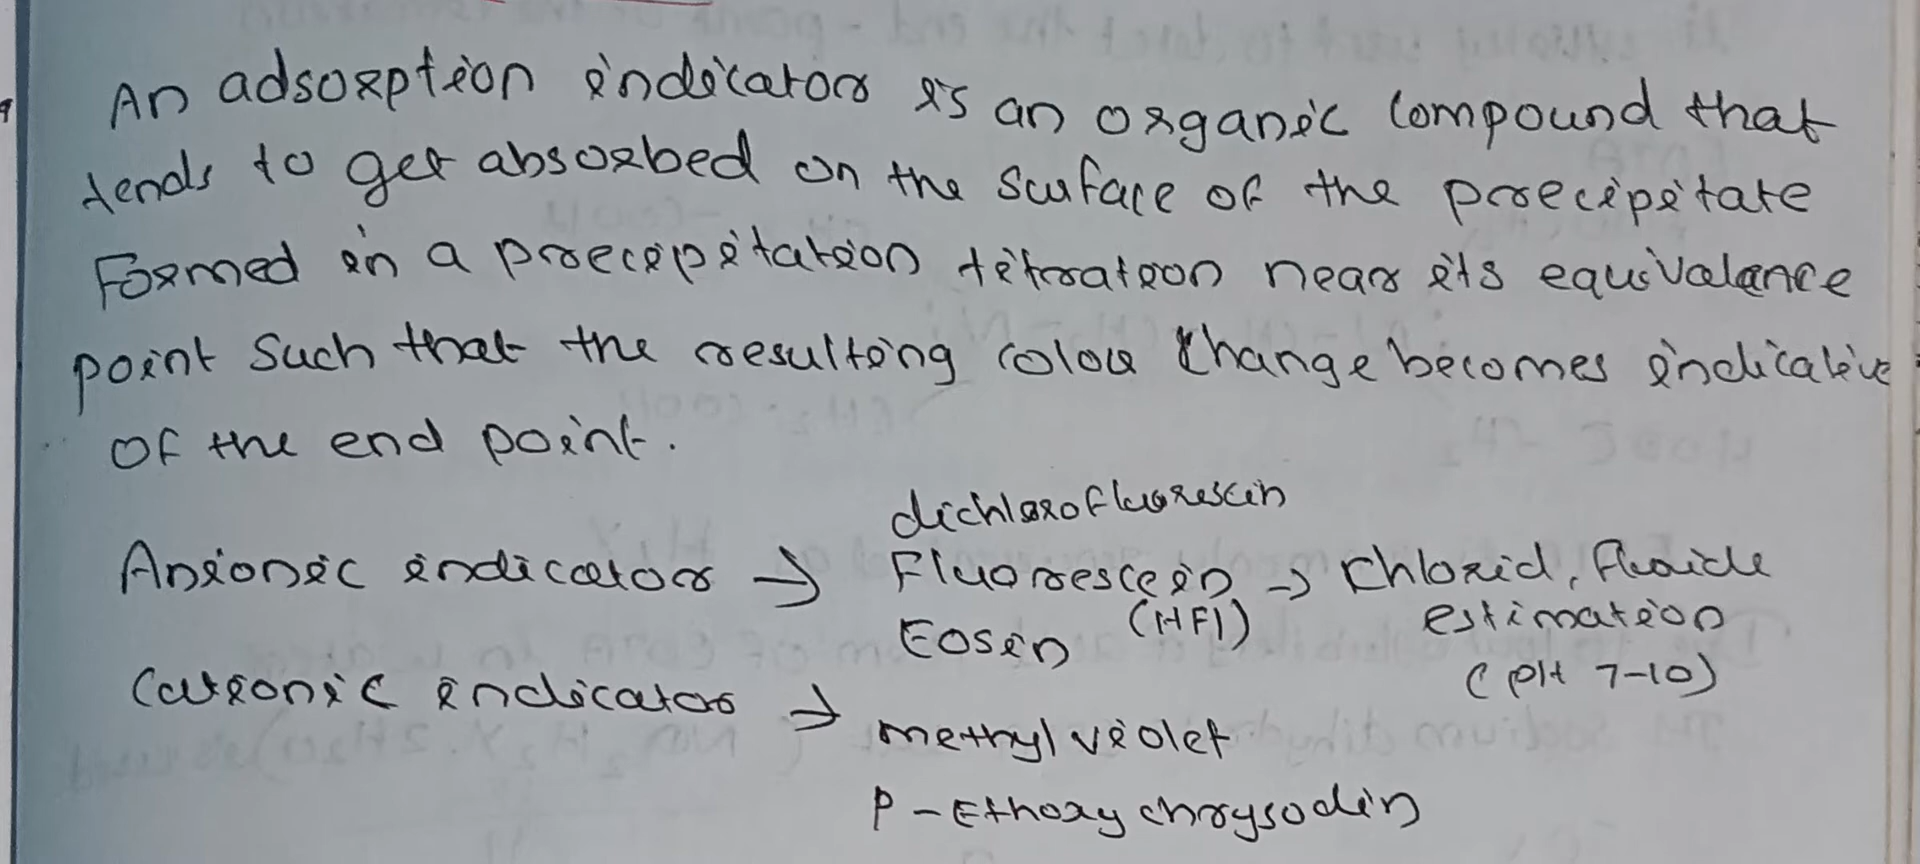 An adsorption indicator is an organic compound that
tends to get absorbed on the surface of the precipitate
Formed in a precipitation titration near its equivalance
point such that the resulting colou change becomes indicative
of the end point.
dichlorofluorescein
Anionic indicator → Fluorescein → chlorid, fluoride
Eosin (HFl) estimation
(pH 7-10)
Cationic indicator →
methyl violet
P - Ethoxy chrysodin